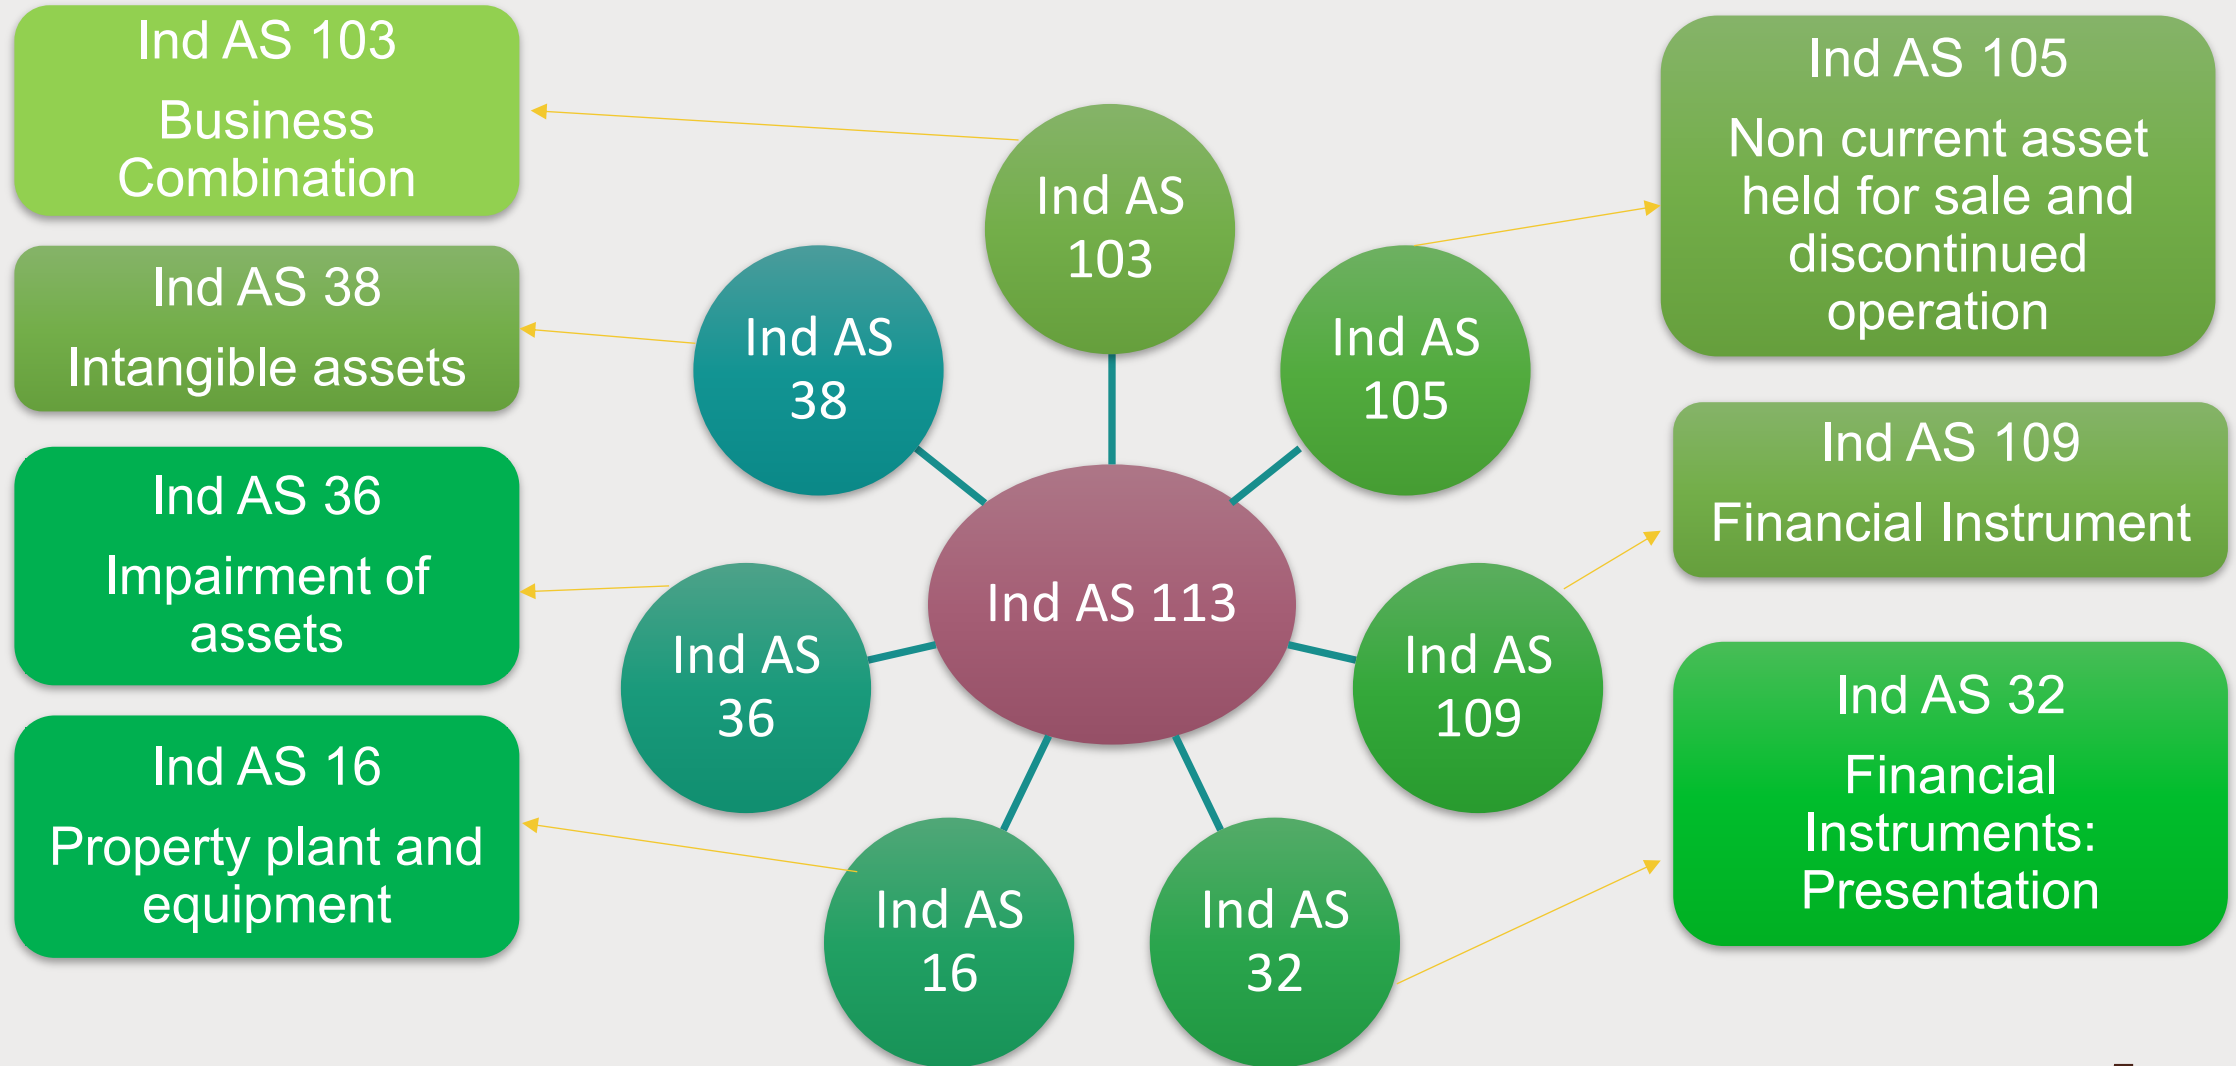 Ind AS 103
Business
Combination
Ind AS 38
Intangible assets
Ind AS 36
Impairment of
assets
Ind AS 16
Property plant and
equipment
Ind AS
103
Ind AS
38
Ind AS
105
Ind AS 113
Ind AS
36
Ind AS
109
Ind AS
16
Ind AS
32
Ind AS 105
Non current asset
held for sale and
discontinued
operation
Ind AS 109
Financial Instrument
Ind AS 32
Financial
Instruments:
Presentation